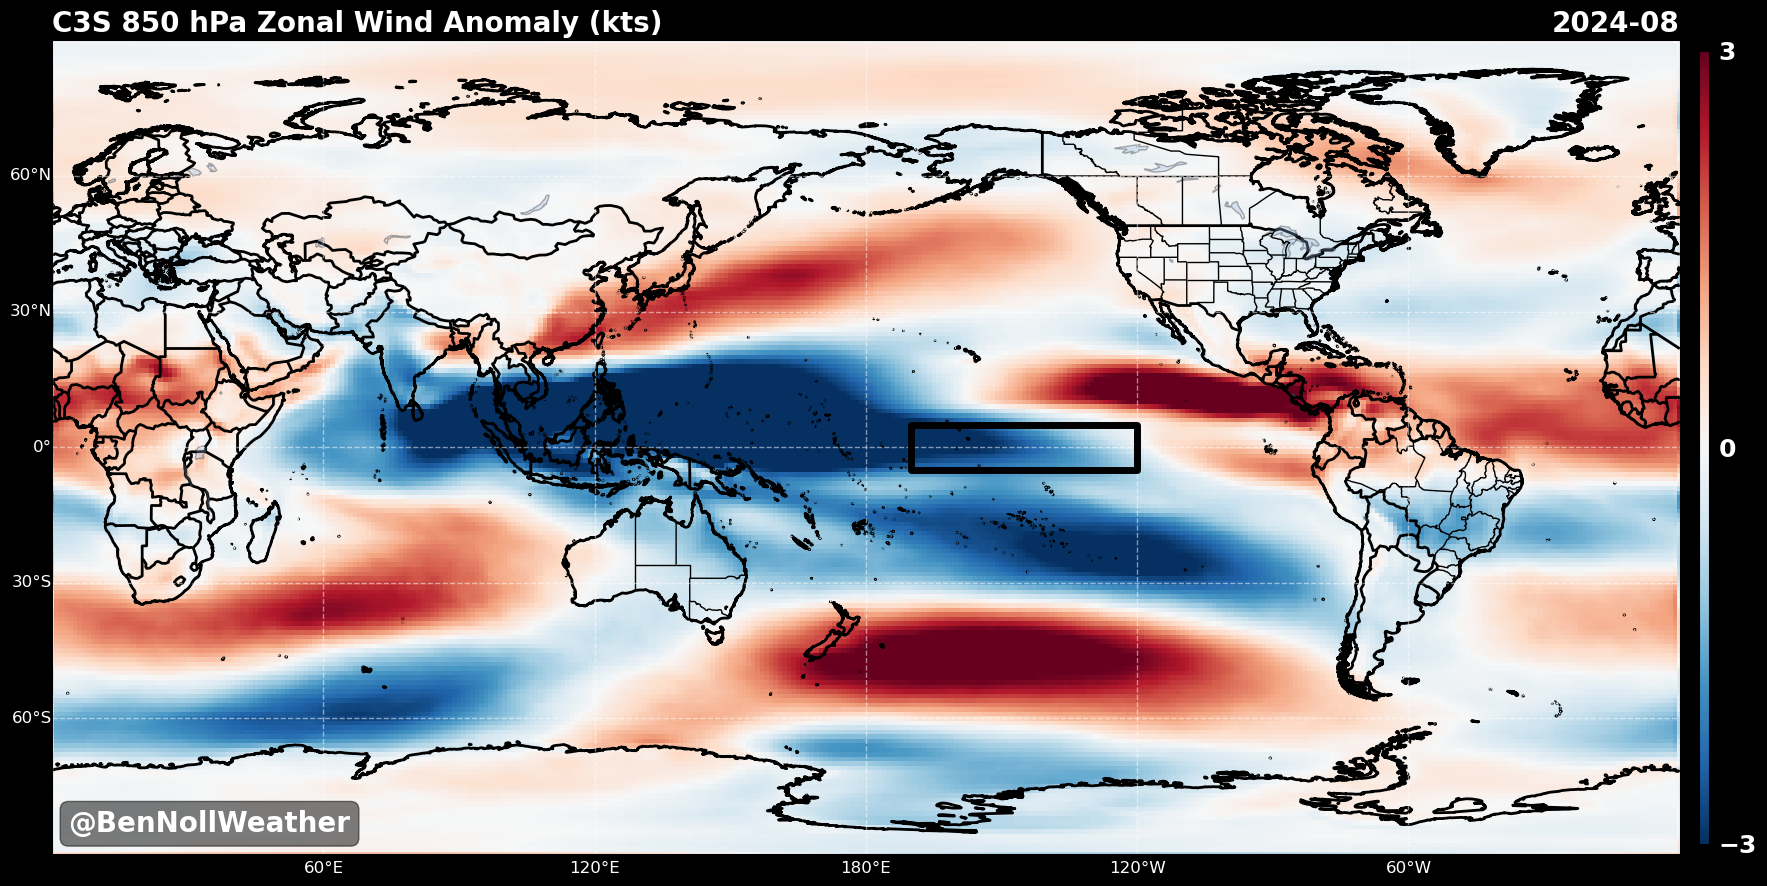 C3S 850 hPa Zonal Wind Anomaly (kts)
2024-08
3
60°N
30°N
0°
0
30°S
60°S
@BenNollWeather
−3
60°E
120°E
180°E
120°W
60°W